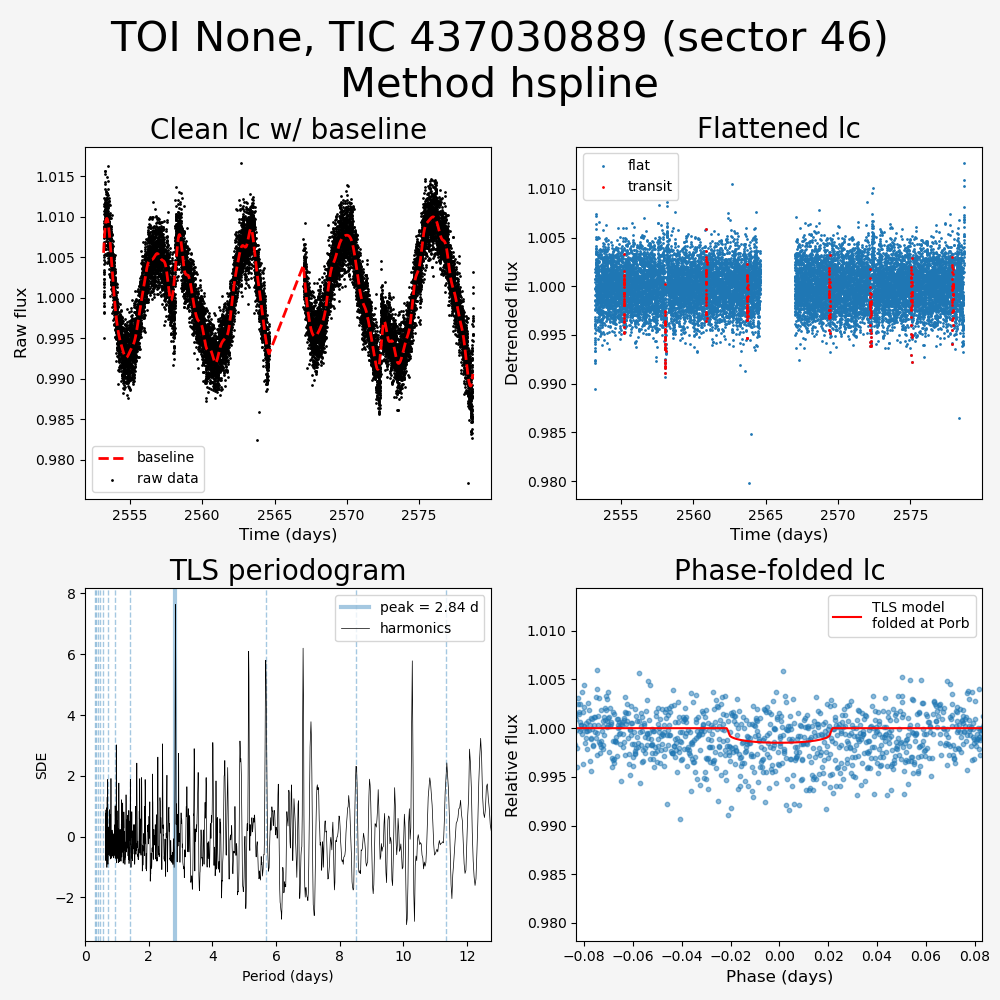 TOI None, TIC 437030889 (sector 46)
Method hspline
Clean lc w/ baseline
Raw flux
1.015
1.010
1.005
1.000
0.995
0.990
0.985
0.980
baseline
raw data
2555
2560
2565
2570
2575
Time (days)
Flattened lc
Detrended flux
1.010
1.005
1.000
0.995
0.990
0.985
0.980
flat
transit
2555
2560
2565
2570
2575
Time (days)
TLS periodogram
SDE
8
6
4
2
0
−2
peak = 2.84 d
harmonics
0
2
4
6
8
10
12
Period (days)
Phase-folded lc
Relative flux
1.010
1.005
1.000
0.995
0.990
0.985
0.980
TLS model
folded at Porb
−0.08
−0.06
−0.04
−0.02
0.00
0.02
0.04
0.06
0.08
Phase (days)